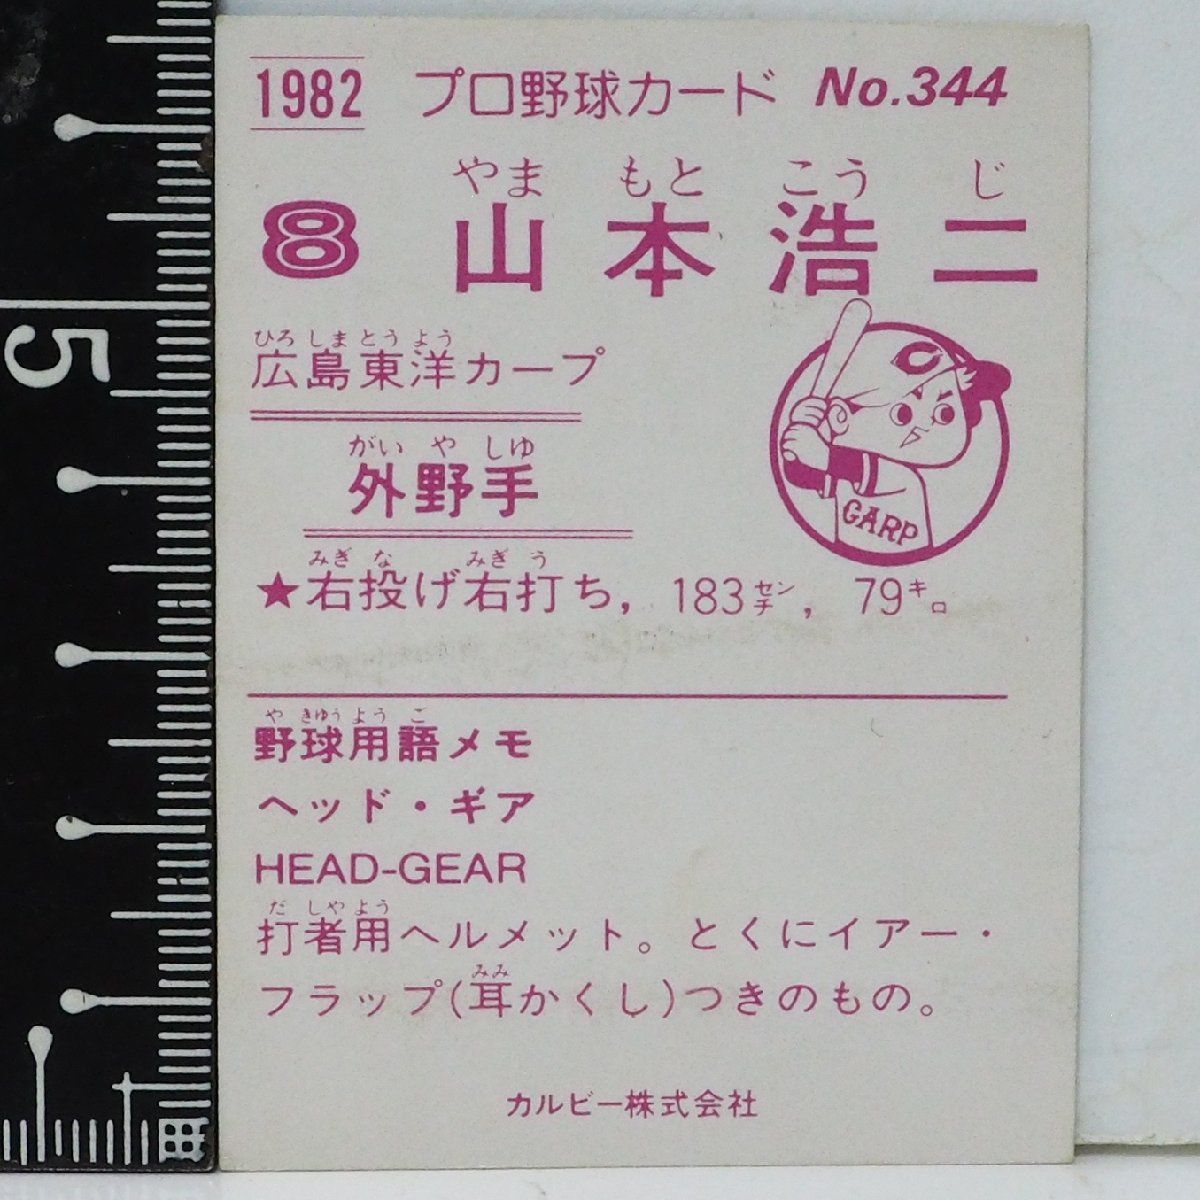 1982 プロ野球カード No.344
やま もと こう じ
8 山本浩二
ひろ しま とう よう
広島東洋カープ
がい や しゆ
外野手
CARP
みぎ な みぎ う
★右投げ右打ち, 183センチ, 79キロ。
や きゆう よう ご
野球用語メモ
ヘッド・ギア
HEAD-GEAR
だ しや よう
打者用ヘルメット。とくにイアー・
みみ
フラップ(耳かくし)つきのもの。
カルビー株式会社
5